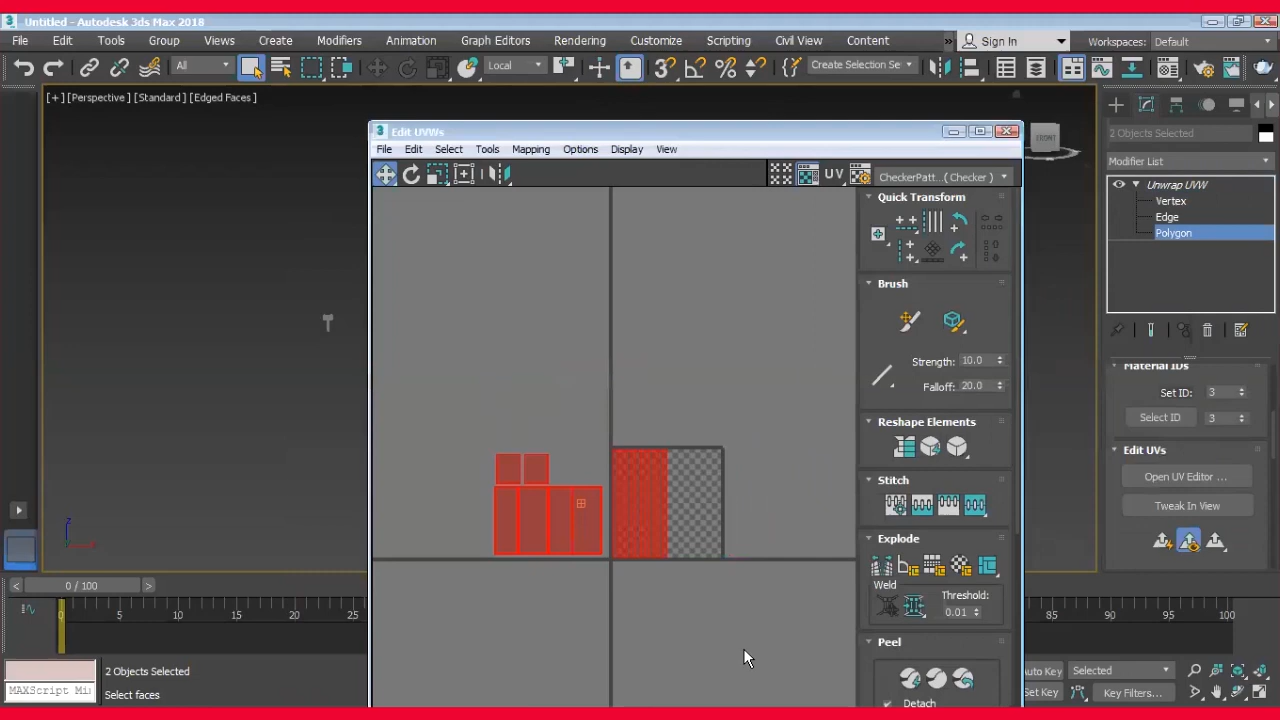 Untitled - Autodesk 3ds Max 2018
File Edit Tools Group Views Create Modifiers Animation Graph Editors Rendering Customize Scripting Civil View Content » Sign In Workspaces: Default
All Local Create Selection Se
[+] [Perspective] [Standard] [Edged Faces]
FRONT
2 Objects Selected
Modifier List
Unwrap UVW
Vertex
Edge
Polygon
Material IDs
Set ID: 3
Select ID 3
Edit UVs
Open UV Editor ...
Tweak In View
Edit UVWs
File Edit Select Tools Mapping Options Display View
UV CheckerPatt...( Checker )
Quick Transform
Brush
Strength: 10.0
Falloff: 20.0
Reshape Elements
Stitch
Explode
Weld Threshold:
0.01
Peel
Detach
z
< 0 / 100 >
0 5 10 15 20 25 85 90 95 100
2 Objects Selected
MAXScript Mi
Select faces
Auto Key Selected
Set Key Key Filters...